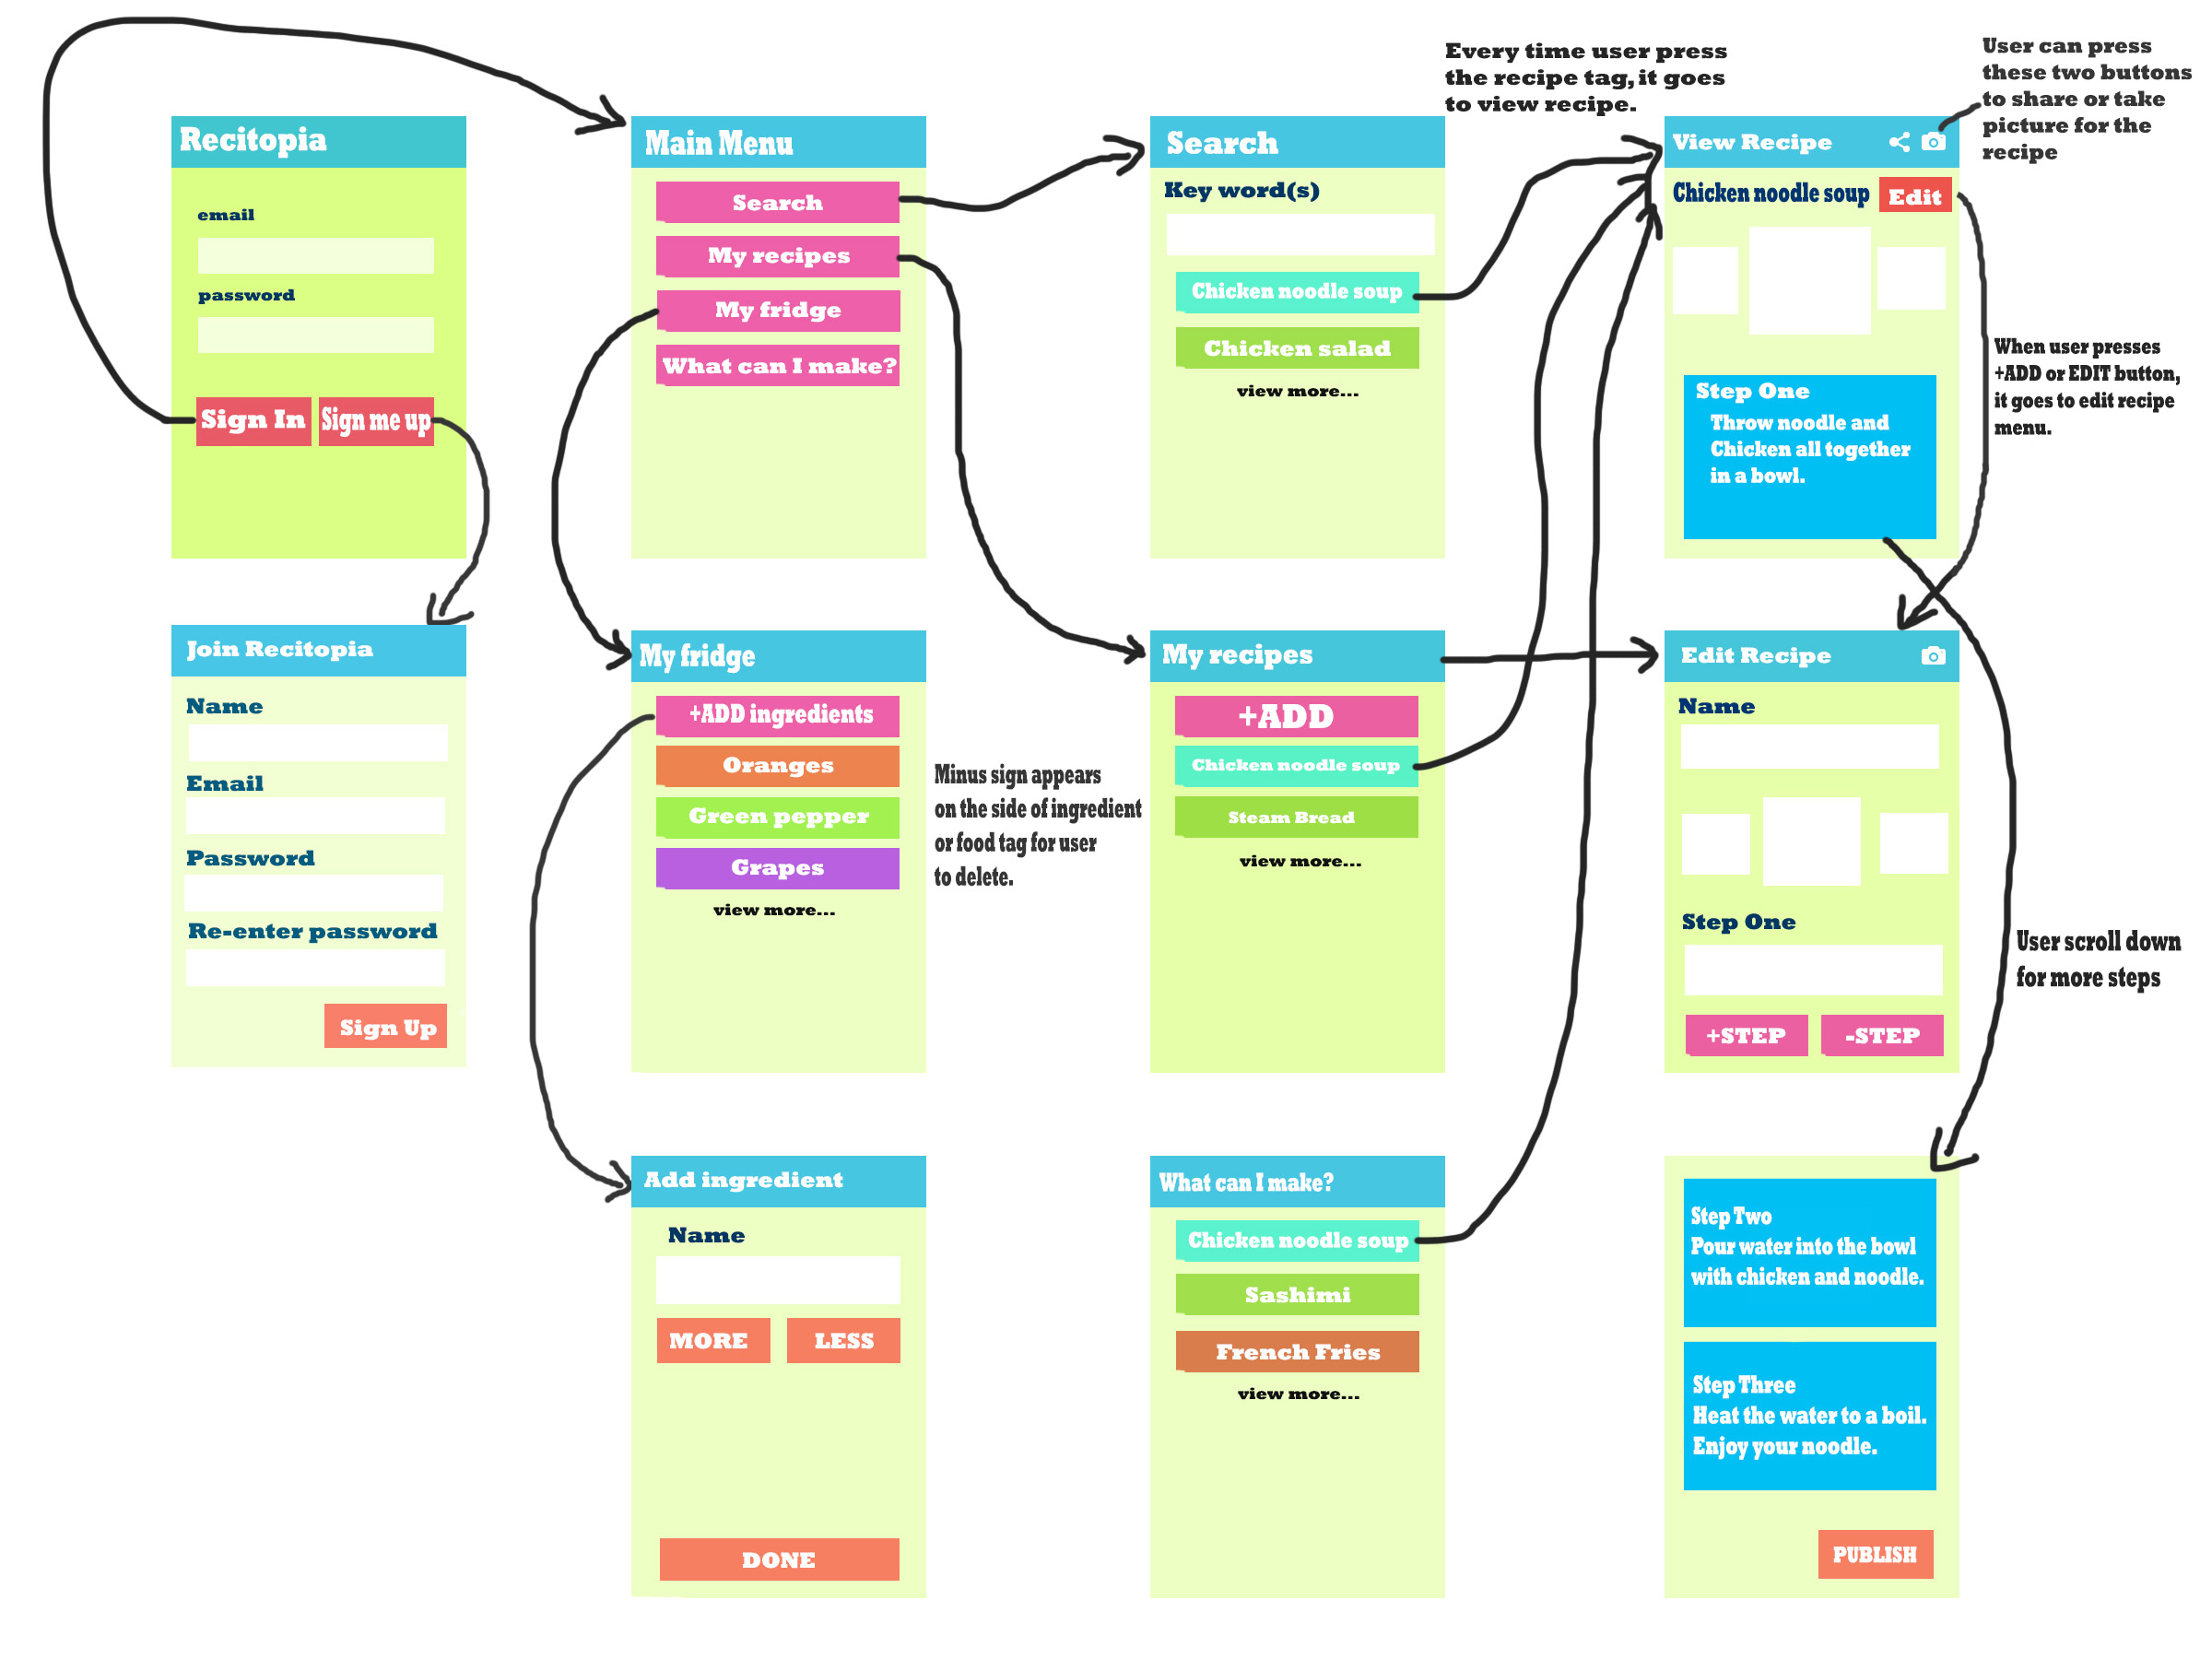 Recitopia
email
password
Sign In
Sign me up
Main Menu
Search
My recipes
My fridge
What can I make?
Search
Key word(s)
Chicken noodle soup
Chicken salad
view more...
Every time user press
the recipe tag, it goes
to view recipe.
View Recipe
Chicken noodle soup
Edit
Step One
Throw noodle and
Chicken all together
in a bowl.
User can press
these two buttons
to share or take
picture for the
recipe
When user presses
+ADD or EDIT button,
it goes to edit recipe
menu.
Join Recitopia
Name
Email
Password
Re-enter password
Sign Up
My fridge
+ADD ingredients
Oranges
Green pepper
Grapes
view more...
Minus sign appears
on the side of ingredient
or food tag for user
to delete.
My recipes
+ADD
Chicken noodle soup
Steam Bread
view more...
Edit Recipe
Name
Step One
+STEP
-STEP
User scroll down
for more steps
Add ingredient
Name
MORE
LESS
DONE
What can I make?
Chicken noodle soup
Sashimi
French Fries
view more...
Step Two
Pour water into the bowl
with chicken and noodle.
Step Three
Heat the water to a boil.
Enjoy your noodle.
PUBLISH